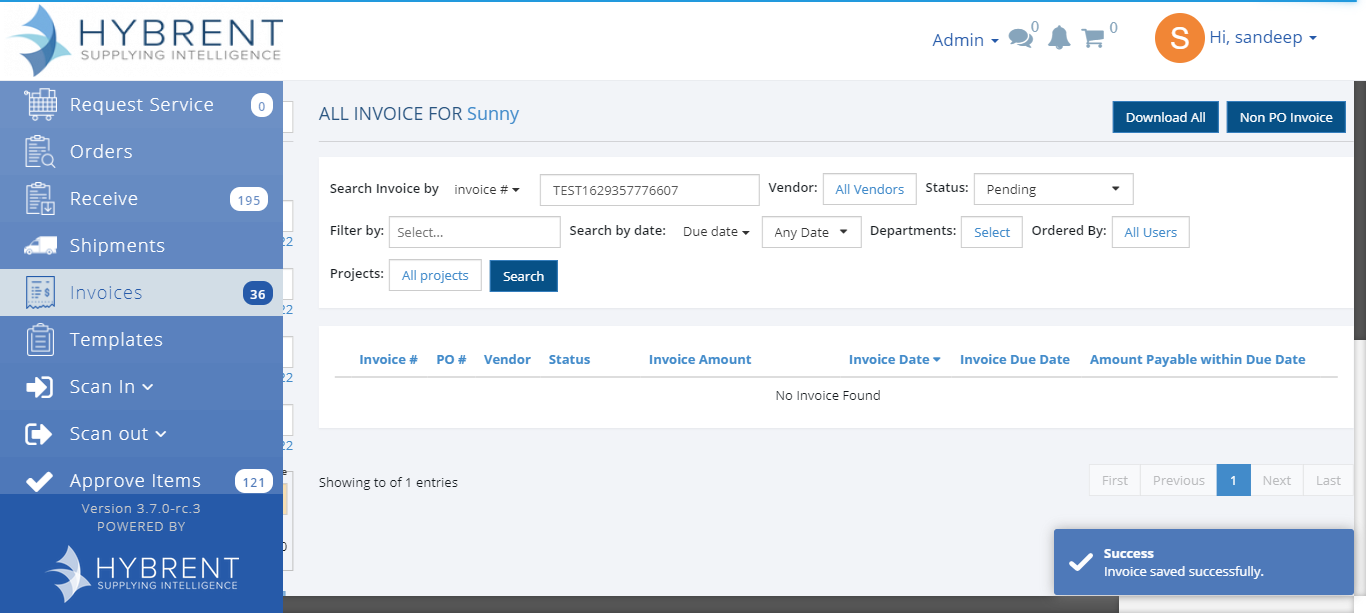 HYBRENT
SUPPLYING INTELLIGENCE
Admin
0
0
S
Hi, sandeep
Request Service
0
Orders
Receive
195
Shipments
Invoices
36
Templates
Scan In
Scan out
Approve Items
121
Version 3.7.0-rc.3
POWERED BY
HYBRENT
SUPPLYING INTELLIGENCE
22
22
22
22
e
0
ALL INVOICE FOR Sunny
Download All
Non PO Invoice
Search Invoice by invoice # TEST1629357776607 Vendor: All Vendors Status: Pending
Filter by: Select... Search by date: Due date Any Date Departments: Select Ordered By: All Users
Projects: All projects Search
Invoice # PO # Vendor Status Invoice Amount Invoice Date Invoice Due Date Amount Payable within Due Date
No Invoice Found
Showing to of 1 entries
First Previous 1 Next Last
Success
Invoice saved successfully.